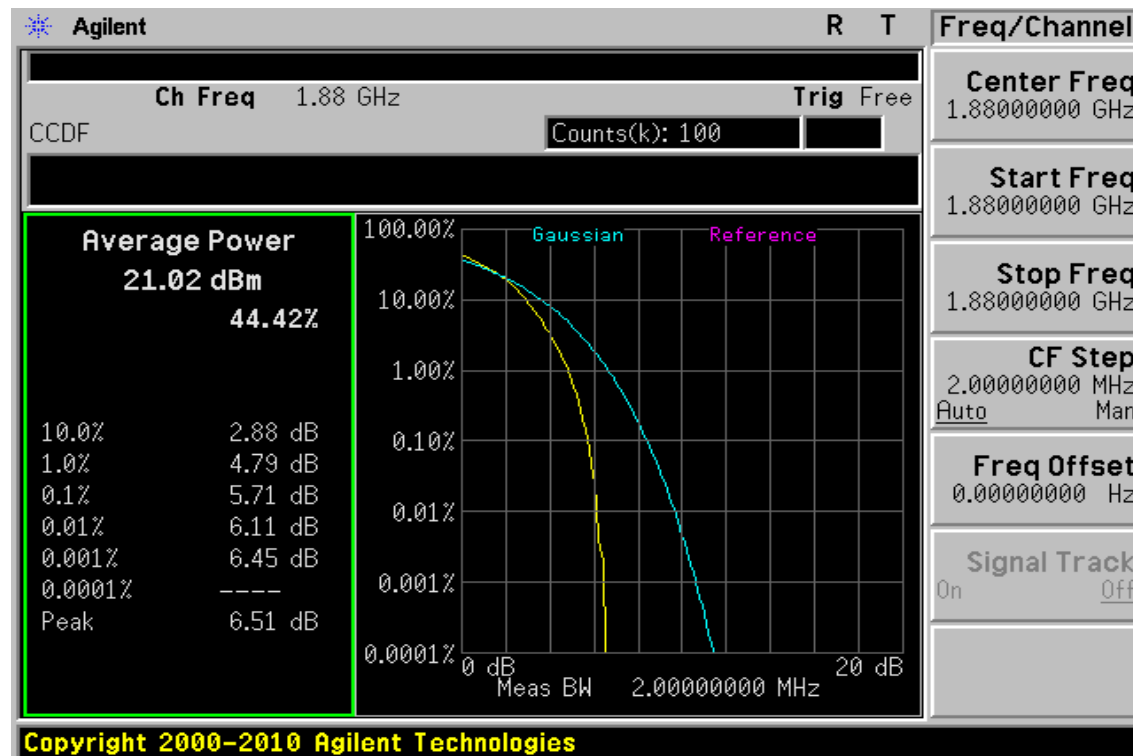 Agilent R T
Ch Freq 1.88 GHz Trig Free
CCDF Counts(k): 100
Average Power
21.02 dBm
44.42%
10.0% 2.88 dB
1.0% 4.79 dB
0.1% 5.71 dB
0.01% 6.11 dB
0.001% 6.45 dB
0.0001% ----
Peak 6.51 dB
Gaussian Reference
100.00%
10.00%
1.00%
0.10%
0.01%
0.001%
0.0001%
0 dB 20 dB
Meas BW 2.00000000 MHz
Freq/Channel
Center Freq
1.88000000 GHz
Start Freq
1.88000000 GHz
Stop Freq
1.88000000 GHz
CF Step
2.00000000 MHz
Auto Man
Freq Offset
0.00000000 Hz
Signal Track
On Off
Copyright 2000-2010 Agilent Technologies